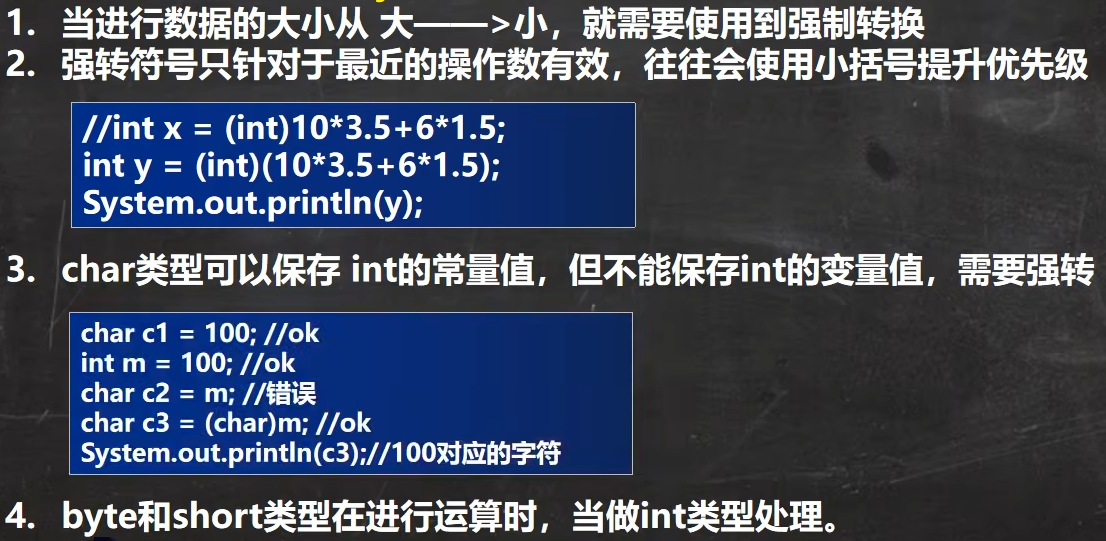 1. 当进行数据的大小从 大——>小，就需要使用到强制转换
2. 强转符号只针对于最近的操作数有效，往往会使用小括号提升优先级
//int x = (int)10*3.5+6*1.5;
int y = (int)(10*3.5+6*1.5);
System.out.println(y);
3. char类型可以保存 int的常量值，但不能保存int的变量值，需要强转
char c1 = 100; //ok
int m = 100; //ok
char c2 = m; //错误
char c3 = (char)m; //ok
System.out.println(c3);//100对应的字符
4. byte和short类型在进行运算时，当做int类型处理。